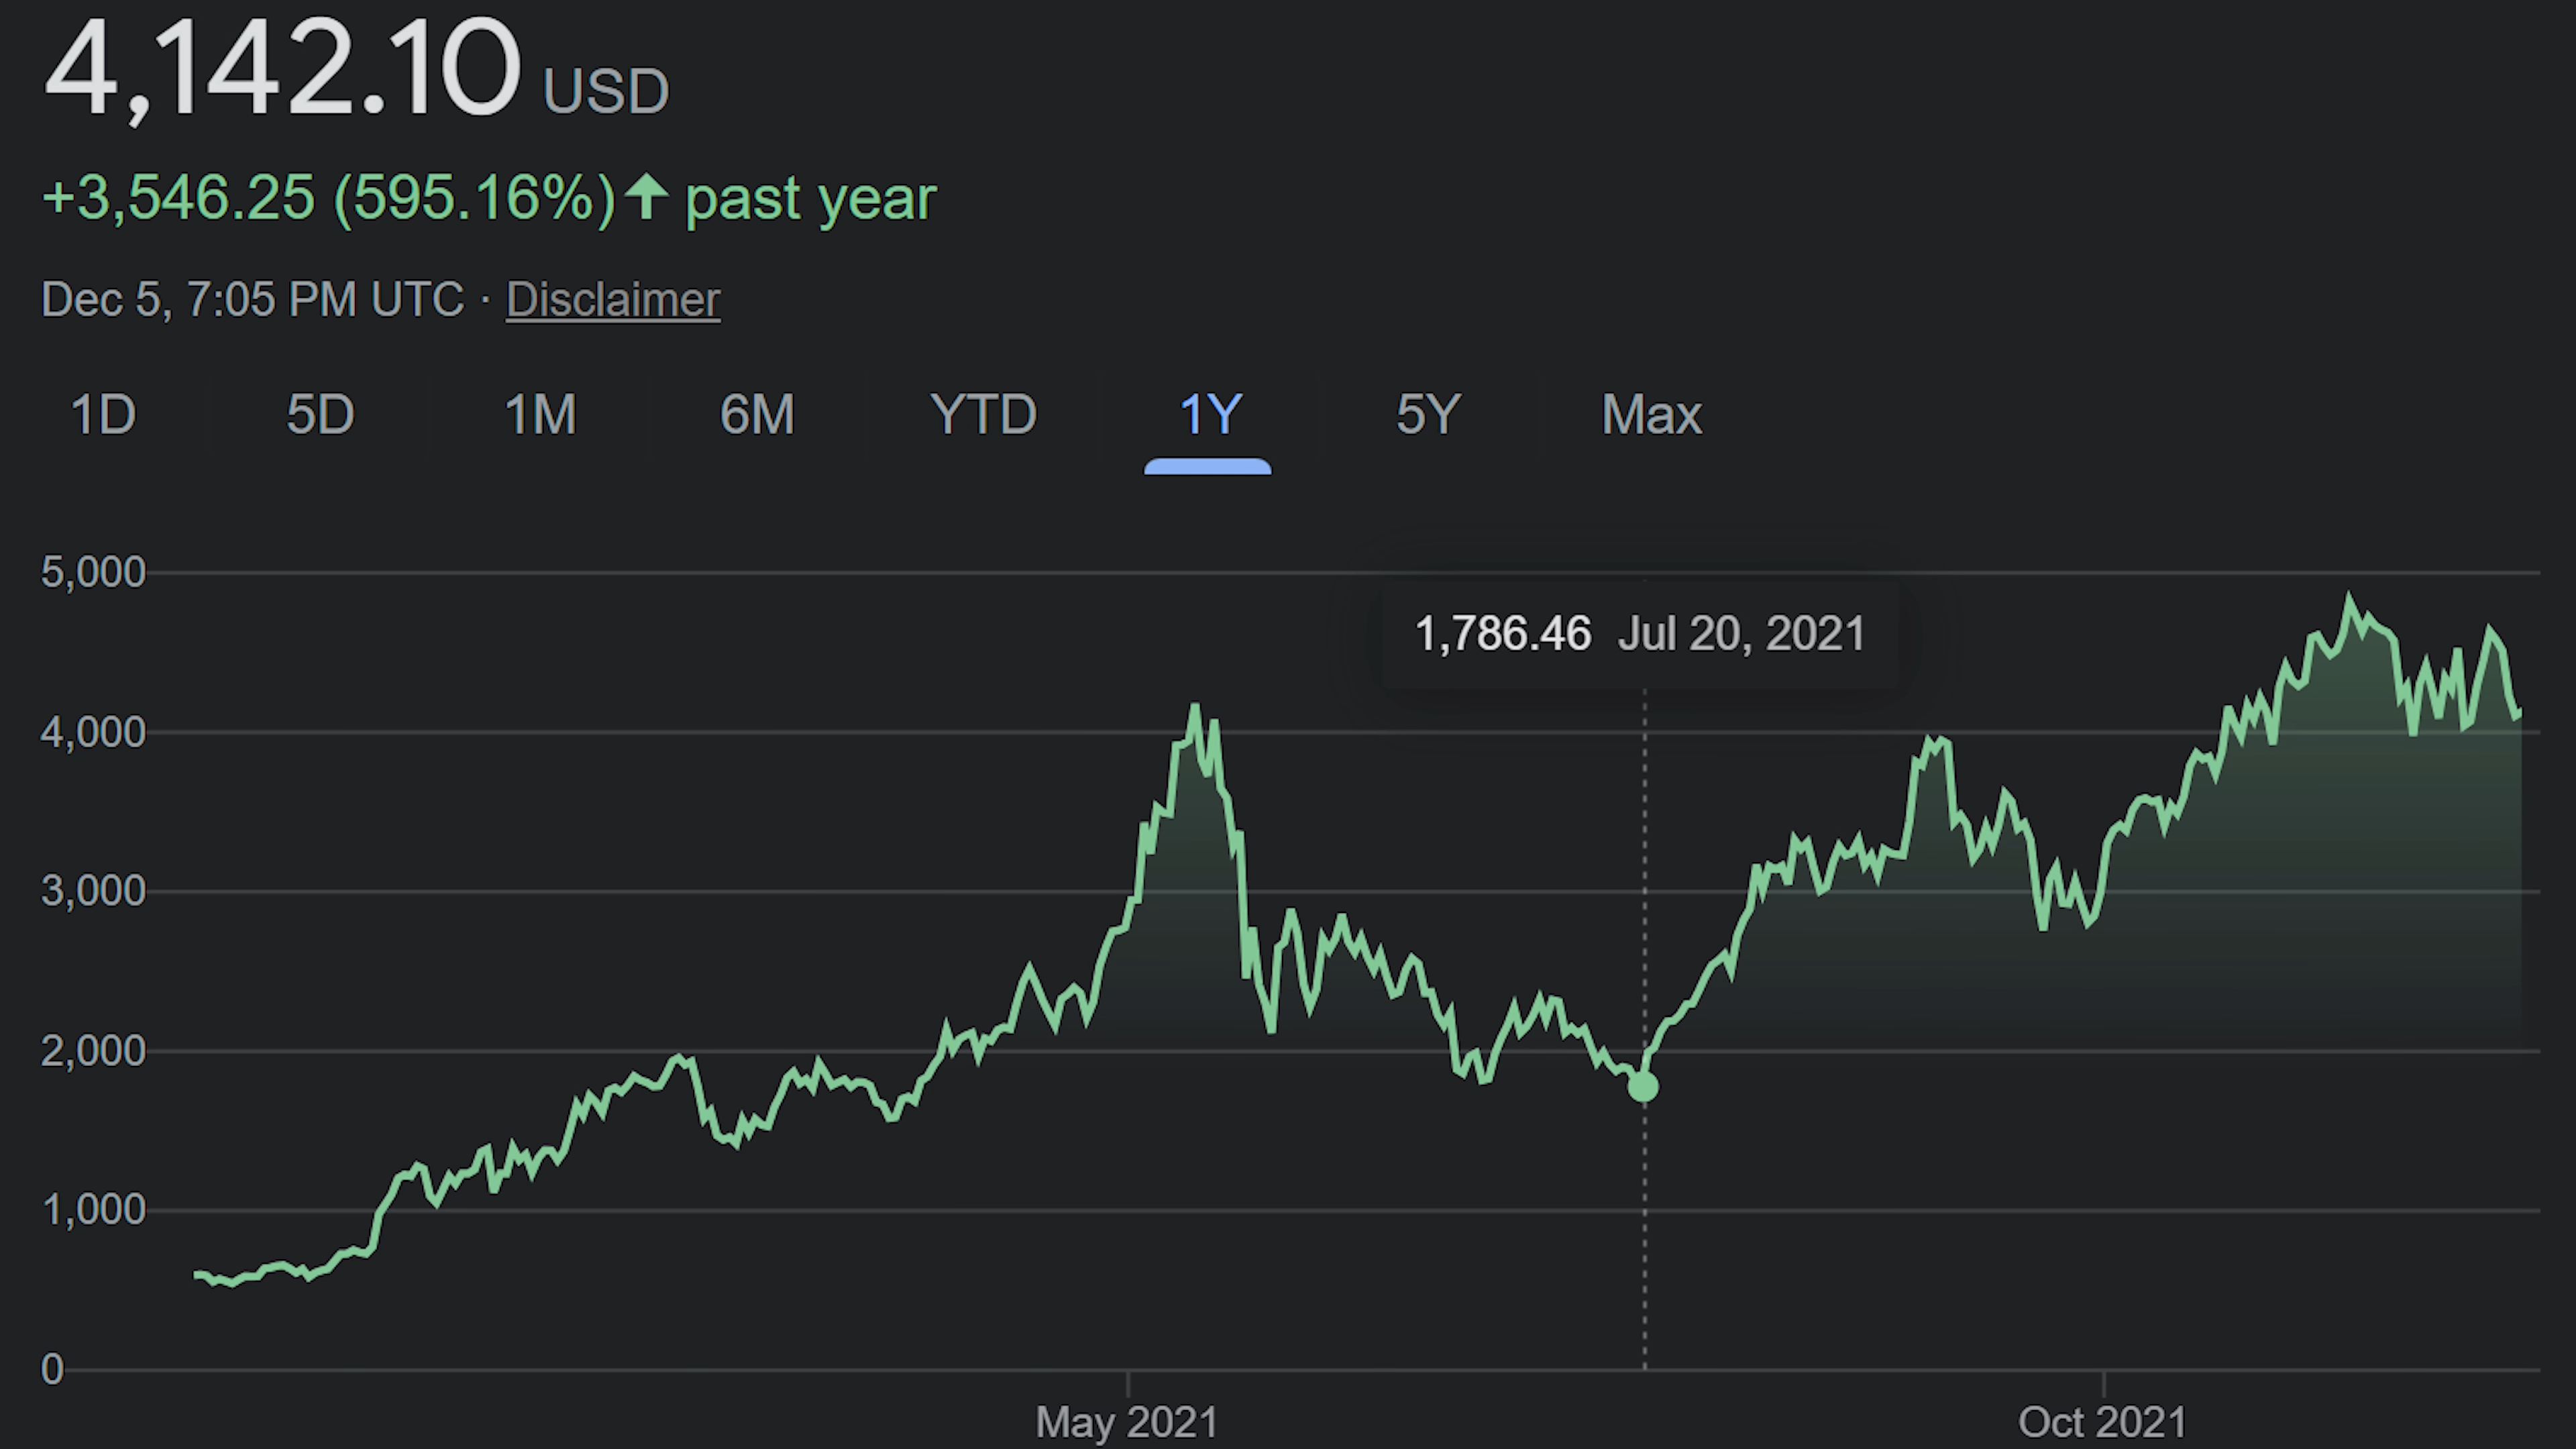 4,142.10 USD
+3,546.25 (595.16%) past year
Dec 5, 7:05 PM UTC · Disclaimer
1D 5D 1M 6M YTD 1Y 5Y Max
5,000
1,786.46 Jul 20, 2021
4,000
3,000
2,000
1,000
0
May 2021 Oct 2021